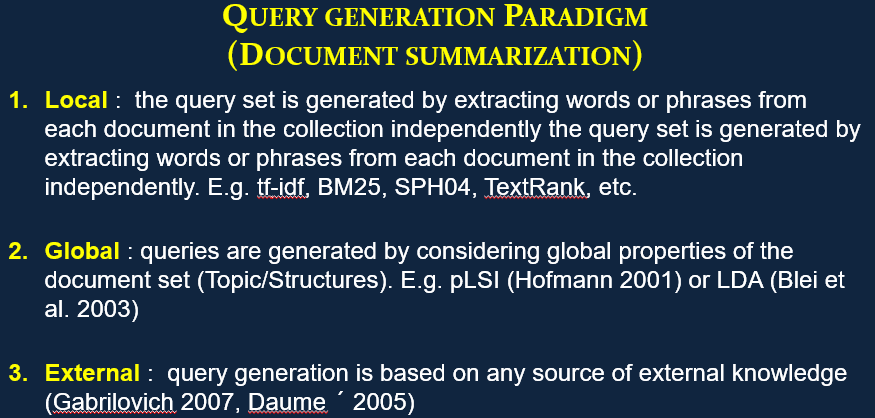 QUERY GENERATION PARADIGM
(DOCUMENT SUMMARIZATION)
1. Local : the query set is generated by extracting words or phrases from
each document in the collection independently the query set is generated by
extracting words or phrases from each document in the collection
independently. E.g. tf-idf, BM25, SPH04, TextRank, etc.
2. Global : queries are generated by considering global properties of the
document set (Topic/Structures). E.g. pLSI (Hofmann 2001) or LDA (Blei et
al. 2003)
3. External : query generation is based on any source of external knowledge
(Gabrilovich 2007, Daume ´ 2005)